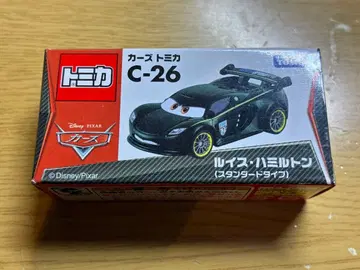 トミカ
カーズ トミカ
C-26
Disney · PIXAR
カーズ
ルイス・ハミルトン
(スタンダードタイプ)
©Disney/Pixar